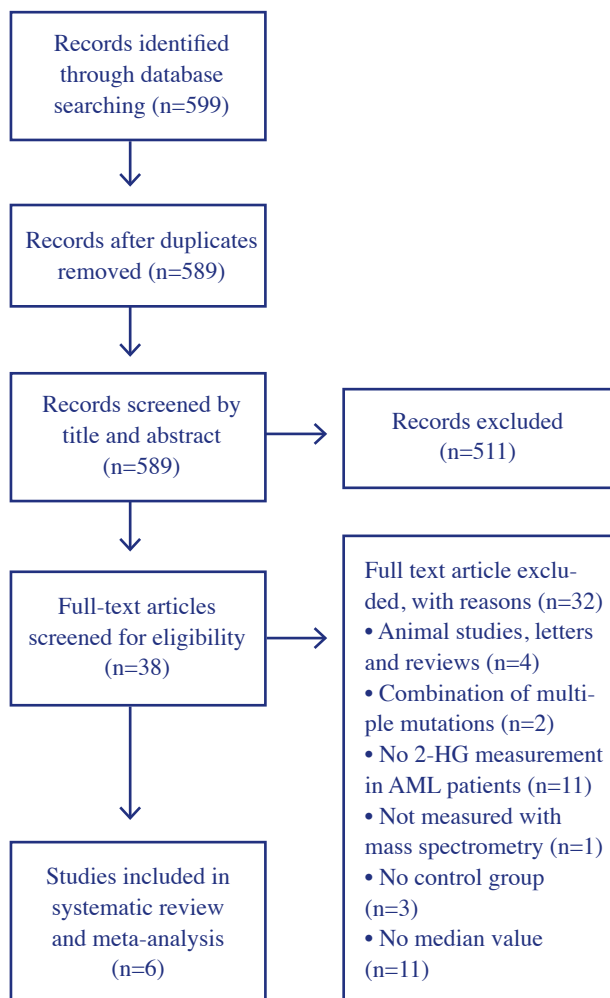 Records identified
through database
searching (n=599)
Records after duplicates
removed (n=589)
Records screened by
title and abstract
(n=589)
Records excluded
(n=511)
Full-text articles
screened for eligibility
(n=38)
Full text article exclu-
ded, with reasons (n=32)
• Animal studies, letters
and reviews (n=4)
• Combination of multi-
ple mutations (n=2)
• No 2-HG measurement
in AML patients (n=11)
• Not measured with
mass spectrometry (n=1)
• No control group
(n=3)
• No median value
(n=11)
Studies included in
systematic review
and meta-analysis
(n=6)